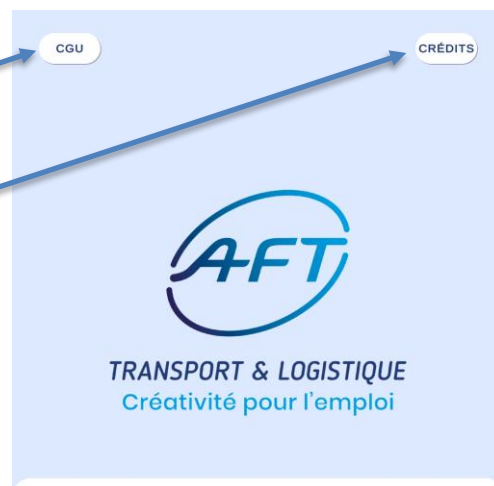 CGU
CRÉDITS
AFT
TRANSPORT & LOGISTIQUE
Créativité pour l'emploi